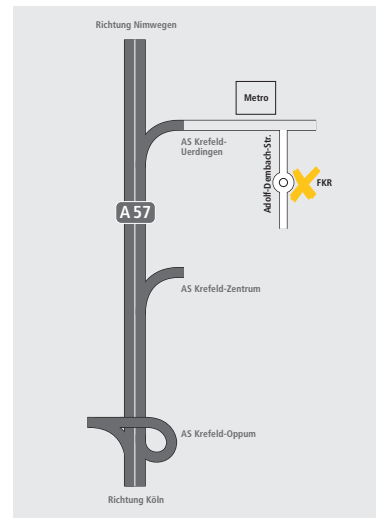 Richtung Nimwegen
Metro
AS Krefeld-
Uerdingen
Adolf-Dembach-Str.
FKR
A 57
AS Krefeld-Zentrum
AS Krefeld-Oppum
Richtung Köln